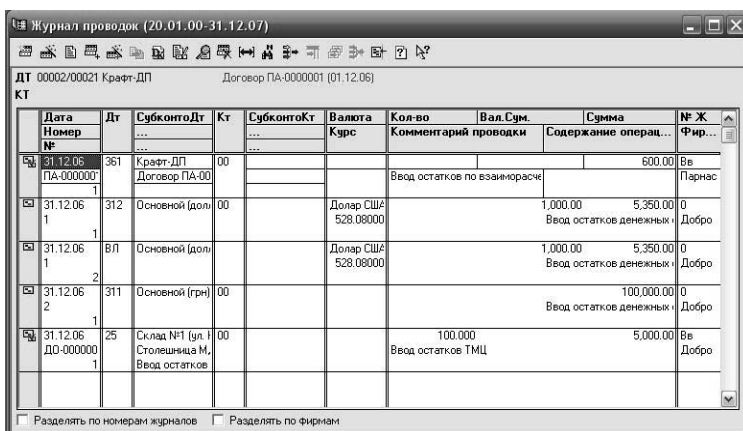 Журнал проводок (20.01.00-31.12.07)
ДТ 00002/00021 Крафт-ДП Договор ПА-0000001 (01.12.06)
КТ
Дата Дт СубконтоДт Кт СубконтоКт Валюта Кол-во Вал.Сум. Сумма № Ж
Номер ... ... Курс Комментарий проводки Содержание операц... Фир...
№ ... ...
31.12.06 361 Крафт-ДП 00 600.00 Вв
ПА-000000 Договор ПА-00 Ввод остатков по взаиморасче Парнас
1
31.12.06 312 Основной (дол 00 Долар США 1,000.00 5,350.00 0
1 528.08000 Ввод остатков денежных Добро
1
31.12.06 ВЛ Основной (дол Долар США 1,000.00 5,350.00 0
1 528.08000 Ввод остатков денежных Добро
2
31.12.06 311 Основной (грн) 00 100,000.00 0
2 Ввод остатков денежных Добро
1
31.12.06 25 Склад №1 (ул. 00 100.000 5,000.00 Вв
ДО-000000 Столешница М, Ввод остатков ТМЦ Добро
1 Ввод остатков
Разделять по номерам журналов Разделять по фирмам